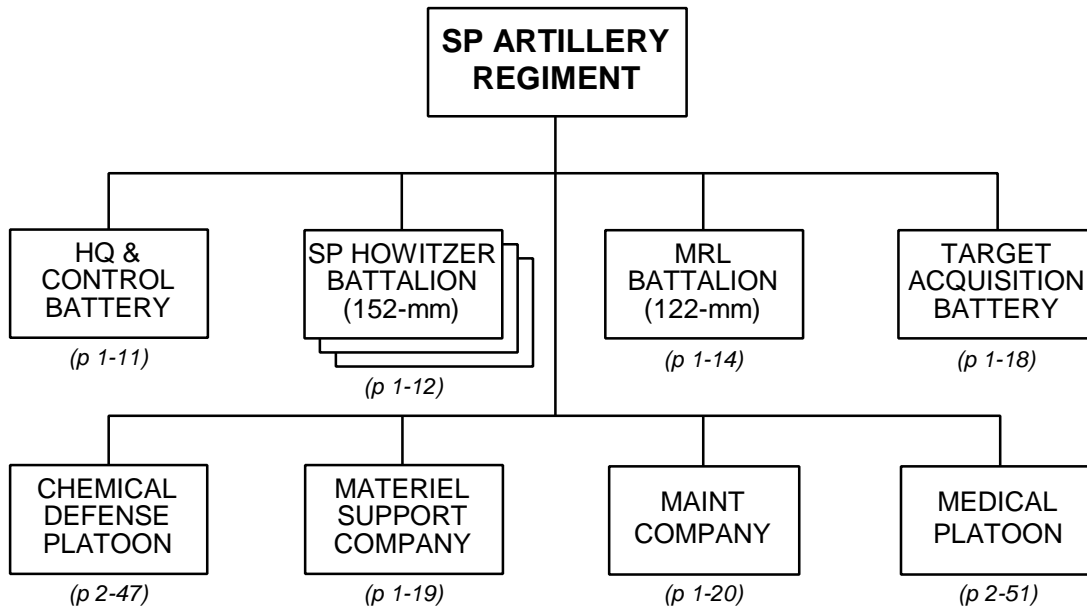 SP ARTILLERY
REGIMENT
HQ &
CONTROL
BATTERY
(p 1-11)
SP HOWITZER
BATTALION
(152-mm)
(p 1-12)
MRL
BATTALION
(122-mm)
(p 1-14)
TARGET
ACQUISITION
BATTERY
(p 1-18)
CHEMICAL
DEFENSE
PLATOON
(p 2-47)
MATERIEL
SUPPORT
COMPANY
(p 1-19)
MAINT
COMPANY
(p 1-20)
MEDICAL
PLATOON
(p 2-51)